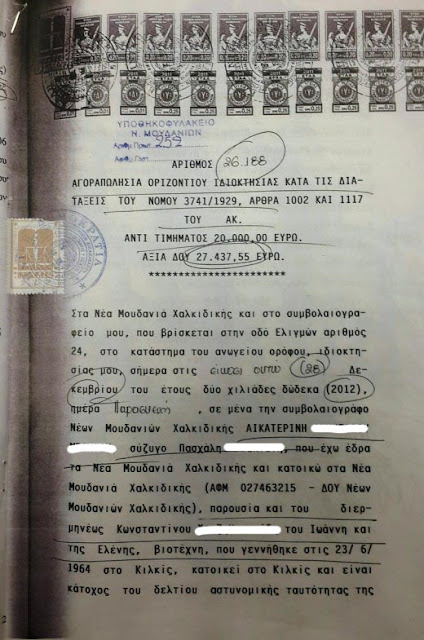 ΥΠΟΘΗΚΟΦΥΛΑΚΕΙΟ
Ν. ΜΟΥΔΑΝΙΩΝ
Αριθμ. Πρωτ. 252
ΑΡΙΘΜΟΣ 26.188
ΑΓΟΡΑΠΩΛΗΣΙΑ ΟΡΙΖΟΝΤΙΟΥ ΙΔΙΟΚΤΗΣΙΑΣ ΚΑΤΑ ΤΙΣ ΔΙΑ-
ΤΑΞΕΙΣ ΤΟΥ ΝΟΜΟΥ 3741/1929, ΑΡΘΡΑ 1002 ΚΑΙ 1117
ΤΟΥ ΑΚ.
ΑΝΤΙ ΤΙΜΗΜΑΤΟΣ 20.000,00 ΕΥΡΩ.
ΑΞΙΑ ΔΟΥ 27.437,55 ΕΥΡΩ.
***********************
Στα Νέα Μουδανιά Χαλκιδικής και στο συμβολαιογρα-
φείο μου, που βρίσκεται στην οδό Ελιγμών αριθμός
24, στο κατάστημα του ανωγείου ορόφου, ιδιοκτη-
σίας μου, σήμερα στις είκοσι οκτώ (28) Δε-
κεμβρίου του έτους δύο χιλιάδες δώδεκα (2012),
ημέρα Παρασκευή, σε μένα την συμβολαιογράφο
Νέων Μουδανιών Χαλκιδικής ΑΙΚΑΤΕΡΙΝΗ
σύζυγο Πασχάλη που έχω έδρα
τα Νέα Μουδανιά Χαλκιδικής και κατοικώ στα Νέα
Μουδανιά Χαλκιδικής (ΑΦΜ 027463215 - ΔΟΥ Νέων
Μουδανιών Χαλκιδικής), παρουσία και του διερ-
μηνέως Κωνσταντίνου του Ιωάννη και
της Ελένης, βιοτέχνη, που γεννήθηκε στις 23/ 6/
1964 στο Κιλκίς, κατοικεί στο Κιλκίς και είναι
κάτοχος του δελτίου αστυνομικής ταυτότητας της